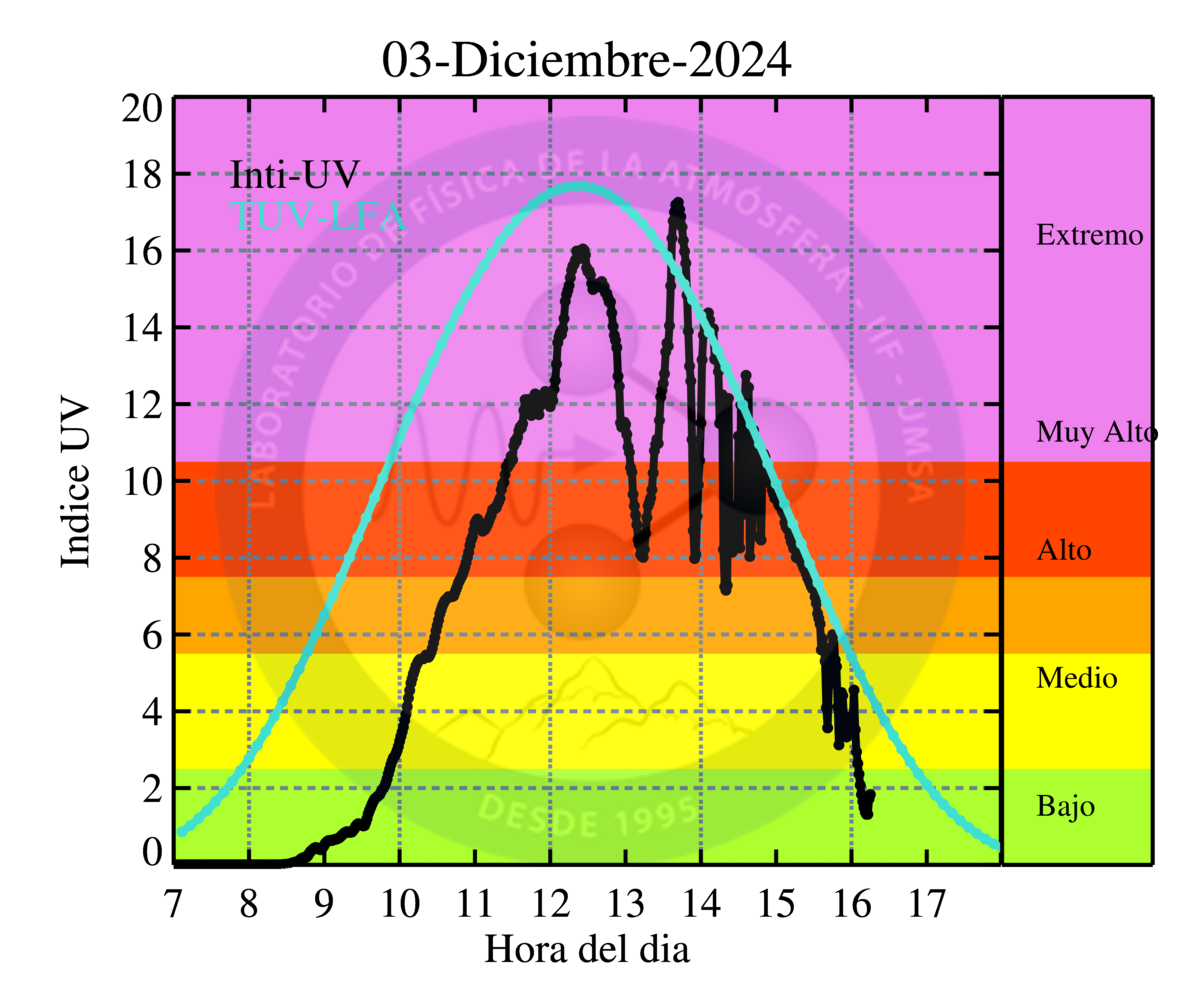 03-Diciembre-2024
Inti-UV
TUV-LFA
LABORATORIO DE FÍSICA DE LA ATMÓSFERA - IIF - UMSA
DESDE 1995
Indice UV
20
18
16
14
12
10
8
6
4
2
0
Extremo
Muy Alto
Alto
Medio
Bajo
7 8 9 10 11 12 13 14 15 16 17
Hora del dia